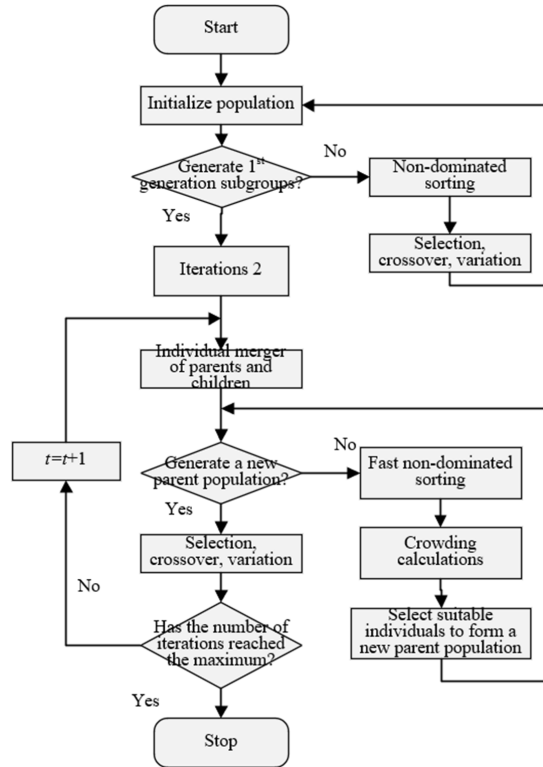 Start
Initialize population
Generate 1st
generation subgroups?
No
Non-dominated
sorting
Yes
Selection,
crossover, variation
Iterations 2
Individual merger
of parents and
children
t=t+1
Generate a new
parent population?
No
Fast non-dominated
sorting
Yes
Selection,
crossover, variation
Crowding
calculations
No
Has the number of
iterations reached
the maximum?
Select suitable
individuals to form a
new parent population
Yes
Stop